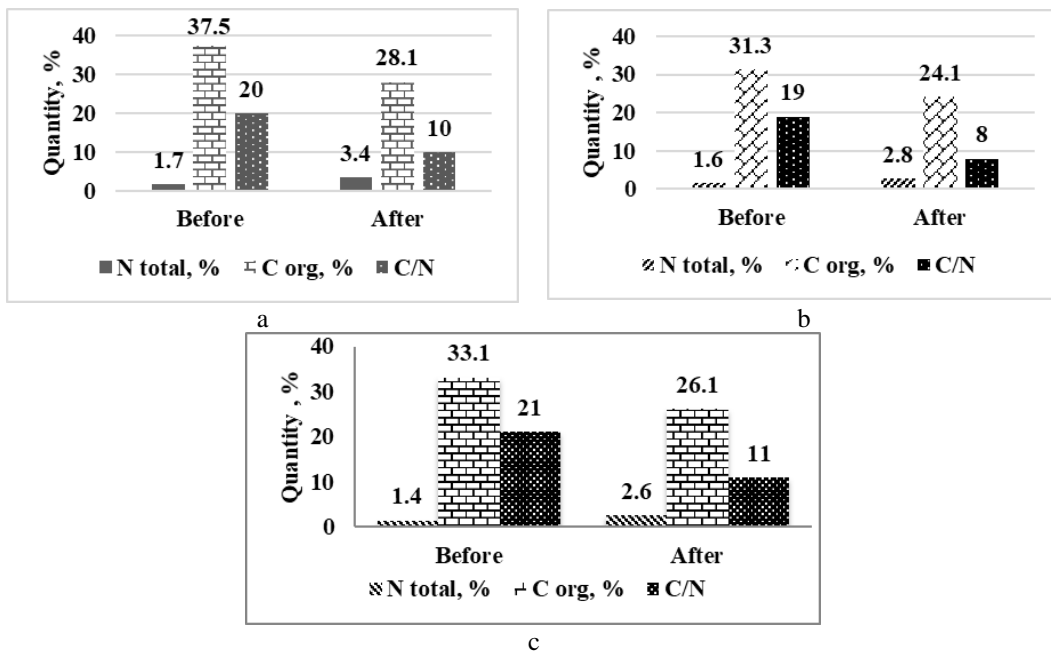 Quantity, %
40
30
20
10
0
37.5
28.1
20
10
1.7
3.4
Before After
N total, % C org, % C/N
a
Quantity , %
40
30
20
10
0
31.3
24.1
19
8
1.6
2.8
Before After
N total, % C org, % C/N
b
Quantity , %
40
30
20
10
0
33.1
26.1
21
11
1.4
2.6
Before After
N total, % C org, % C/N
c